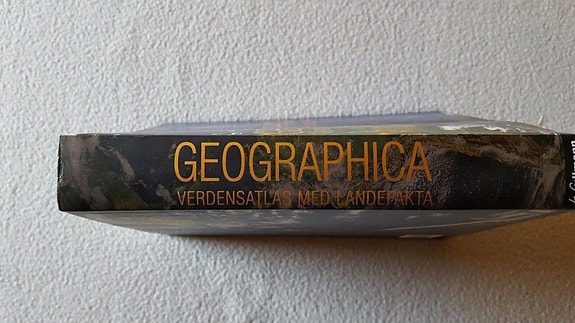 GEOGRAPHICA
VERDENSATLAS MED LANDEFAKTA